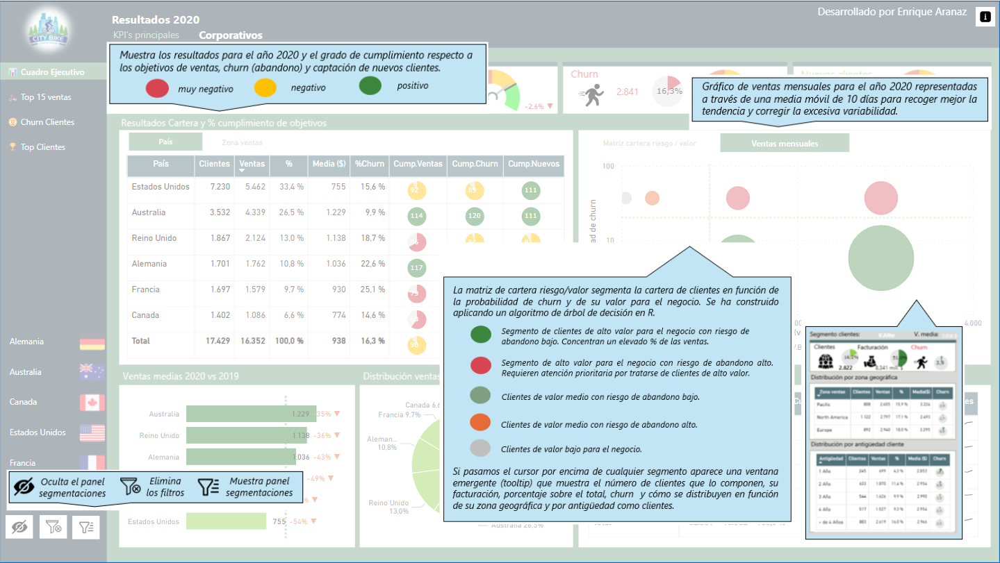 CITY BIKE
Resultados 2020
KPI's principales
Corporativos
Desarrollado por Enrique Aranaz
Cuadro Ejecutivo
Top 15 ventas
Churn Clientes
Top Clientes
Muestra los resultados para el año 2020 y el grado de cumplimiento respecto a
los objetivos de ventas, churn (abandono) y captación de nuevos clientes.
muy negativo
negativo
positivo
-2.6% ▼
Churn
2.841
16,3%
Nuevos clientes
Gráfico de ventas mensuales para el año 2020 representadas
a través de una media móvil de 10 días para recoger mejor la
tendencia y corregir la excesiva variabilidad.
Resultados Cartera y % cumplimiento de objetivos
País
Zona ventas
País Clientes Ventas % Media ($) %Churn Cump.Ventas Cump.Churn Cump.Nuevos
Estados Unidos 7.230 5.462 33,4 % 755 15,6 % 92 89 111
Australia 3.532 4.339 26,5 % 1.229 9,9 % 114 120 111
Reino Unido 1.867 2.124 13,0 % 1.138 18,7 %
Alemania 1.701 1.762 10,8 % 1.036 22,6 % 117
Francia 1.697 1.579 9,7 % 930 25,1 % 75
Canada 1.402 1.086 6,6 % 774 14,6 %
Total 17.429 16.352 100,0 % 938 16,3 % 90
Matriz cartera riesgo / valor
Ventas mensuales
100
10
ad de churn
4.000
La matriz de cartera riesgo/valor segmenta la cartera de clientes en función de
la probabilidad de churn y de su valor para el negocio. Se ha construido
aplicando un algoritmo de árbol de decisión en R.
Segmento de clientes de alto valor para el negocio con riesgo de
abandono bajo. Concentran un elevado % de las ventas.
Segmento de alto valor para el negocio con riesgo de abandono alto.
Requieren atención prioritaria por tratarse de clientes de alto valor.
Clientes de valor medio con riesgo de abandono bajo.
Clientes de valor medio con riesgo de abandono alto.
Clientes de valor bajo para el negocio.
Si pasamos el cursor por encima de cualquier segmento aparece una ventana
emergente (tooltip) que muestra el número de clientes que lo componen, su
facturación, porcentaje sobre el total, churn y cómo se distribuyen en función
de su zona geográfica y por antigüedad como clientes.
Segmento clientes: V.Alto V. media:
Clientes Facturación Churn
2.822
Distribución por zona geográfica
Zona ventas Clientes Ventas % Media($) Churn
Pacific 808 2.605 15.9 % 3.224
North America 1.122 2.797 17.1 % 2.493
Europe 892 2.940 18.0 % 3.295
Distribución por antigüedad cliente
Antigüedad Clientes Ventas % Media ($) Churn
1 Año 245 699 4.3 % 2.853
2 Año 633 1.870 11.4 % 2.954
3 Año 544 1.626 9.9 % 2.990
4 Año 517 1.527 9.3 % 2.954
+ de 4 Años 883 2.619 16.0 % 2.966
Ventas medias 2020 vs 2019
Australia 1.229 -35% ▼
Reino Unido 1.138 -36% ▼
Alemania 1.036 -43% ▼
-49% ▼
Estados Unidos 755 -54% ▼
Distribución ventas
Canada 6.6
Francia 9.7%
Aleman...
10,8%
Reino Unido
13,0%
Australia 26,5%
Alemania
Australia
Canada
Estados Unidos
Francia
Oculta el panel
segmentaciones
Elimina
los filtros
Muestra panel
segmentaciones